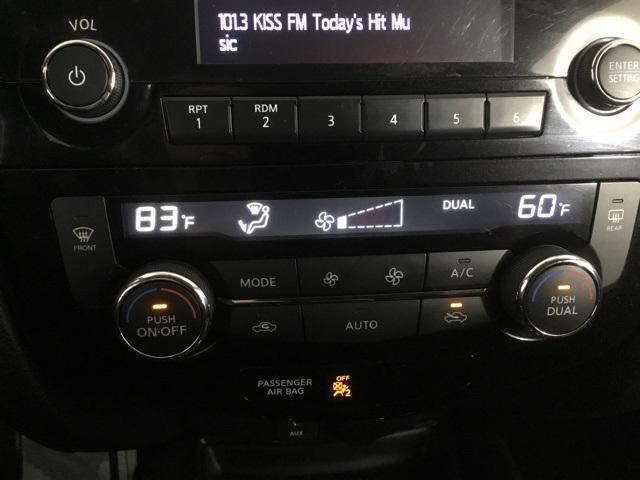 101.3 KISS FM Today's Hit Mu
sic
VOL
ENTER
SETTING
RPT
1
RDM
2
3
4
5
6
83°F
DUAL
60°F
FRONT
REAR
MODE
A/C
PUSH
ON·OFF
AUTO
PUSH
DUAL
PASSENGER
AIR BAG
OFF
2
AUX